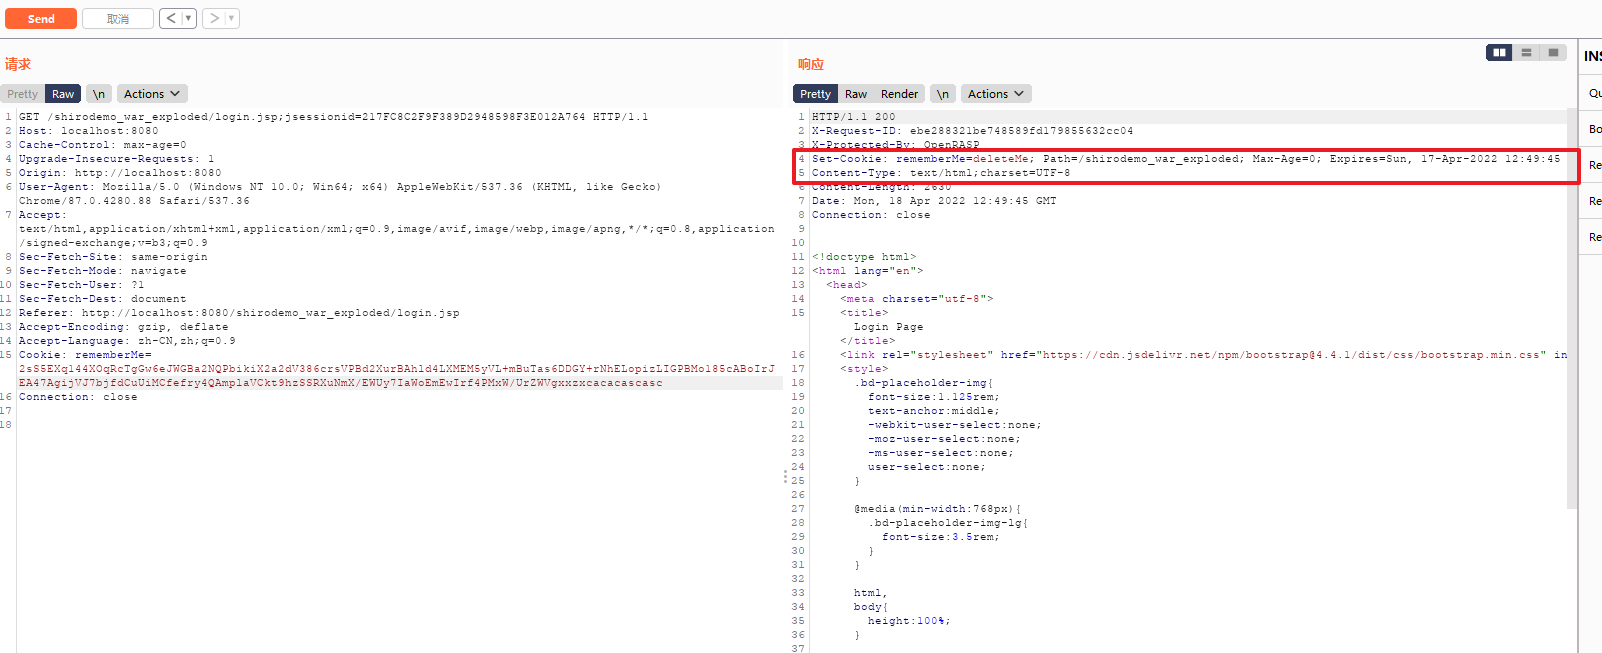 Send
取消
<
>
请求
Pretty
Raw
\n
Actions
1 GET /shirodemo_war_exploded/login.jsp;jsessionid=217FC8C2F9F389D2948598F3E012A764 HTTP/1.1
2 Host: localhost:8080
3 Cache-Control: max-age=0
4 Upgrade-Insecure-Requests: 1
5 Origin: http://localhost:8080
6 User-Agent: Mozilla/5.0 (Windows NT 10.0; Win64; x64) AppleWebKit/537.36 (KHTML, like Gecko)
Chrome/87.0.4280.88 Safari/537.36
7 Accept:
text/html,application/xhtml+xml,application/xml;q=0.9,image/avif,image/webp,image/apng,*/*;q=0.8,application
/signed-exchange;v=b3;q=0.9
8 Sec-Fetch-Site: same-origin
9 Sec-Fetch-Mode: navigate
10 Sec-Fetch-User: ?1
11 Sec-Fetch-Dest: document
12 Referer: http://localhost:8080/shirodemo_war_exploded/login.jsp
13 Accept-Encoding: gzip, deflate
14 Accept-Language: zh-CN,zh;q=0.9
15 Cookie: rememberMe=
2sS5EXql44XOqRcTgGw6eJWGBa2NQPbikiX2a2dV386crsVPBd2XurBAhld4LXMEM5yVL+mBuTas6DDGY+rNhELopizLIGPBMo185cABoIrJ
EA47AgijVJ7bjfdCuUiMCfefry4QAmplaVCkt9hzSSRXuNmX/EWUy7IaWoEmEwIrf4PMxW/UrZWVgxxzxcacacascasc
16 Connection: close
17
18
响应
Pretty
Raw
Render
\n
Actions
1 HTTP/1.1 200
2 X-Request-ID: ebe288321be748589fd179855632cc04
3 X-Protected-By: OpenRASP
4 Set-Cookie: rememberMe=deleteMe; Path=/shirodemo_war_exploded; Max-Age=0; Expires=Sun, 17-Apr-2022 12:49:45
5 Content-Type: text/html;charset=UTF-8
6 Content-Length: 2630
7 Date: Mon, 18 Apr 2022 12:49:45 GMT
8 Connection: close
9
10
11 <!doctype html>
12 <html lang="en">
13 <head>
14 <meta charset="utf-8">
15 <title>
Login Page
</title>
16 <link rel="stylesheet" href="https://cdn.jsdelivr.net/npm/bootstrap@4.4.1/dist/css/bootstrap.min.css" in
17 <style>
18 .bd-placeholder-img{
19 font-size:1.125rem;
20 text-anchor:middle;
21 -webkit-user-select:none;
22 -moz-user-select:none;
23 -ms-user-select:none;
24 user-select:none;
25 }
26
27 @media(min-width:768px){
28 .bd-placeholder-img-lg{
29 font-size:3.5rem;
30 }
31 }
32
33 html,
34 body{
35 height:100%;
36 }
37
INS
Qu
Bo
Re
Re
Re